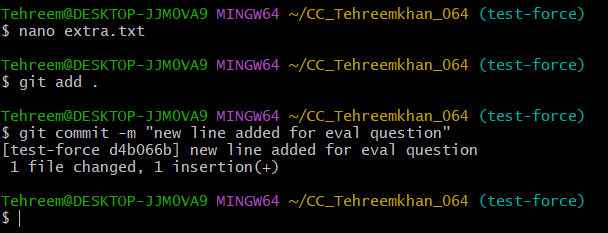 Tehreem@DESKTOP-JJM0VA9 MINGW64 ~/CC_Tehreemkhan_064 (test-force)
$ nano extra.txt
Tehreem@DESKTOP-JJM0VA9 MINGW64 ~/CC_Tehreemkhan_064 (test-force)
$ git add .
Tehreem@DESKTOP-JJM0VA9 MINGW64 ~/CC_Tehreemkhan_064 (test-force)
$ git commit -m "new line added for eval question"
[test-force d4b066b] new line added for eval question
 1 file changed, 1 insertion(+)
Tehreem@DESKTOP-JJM0VA9 MINGW64 ~/CC_Tehreemkhan_064 (test-force)
$